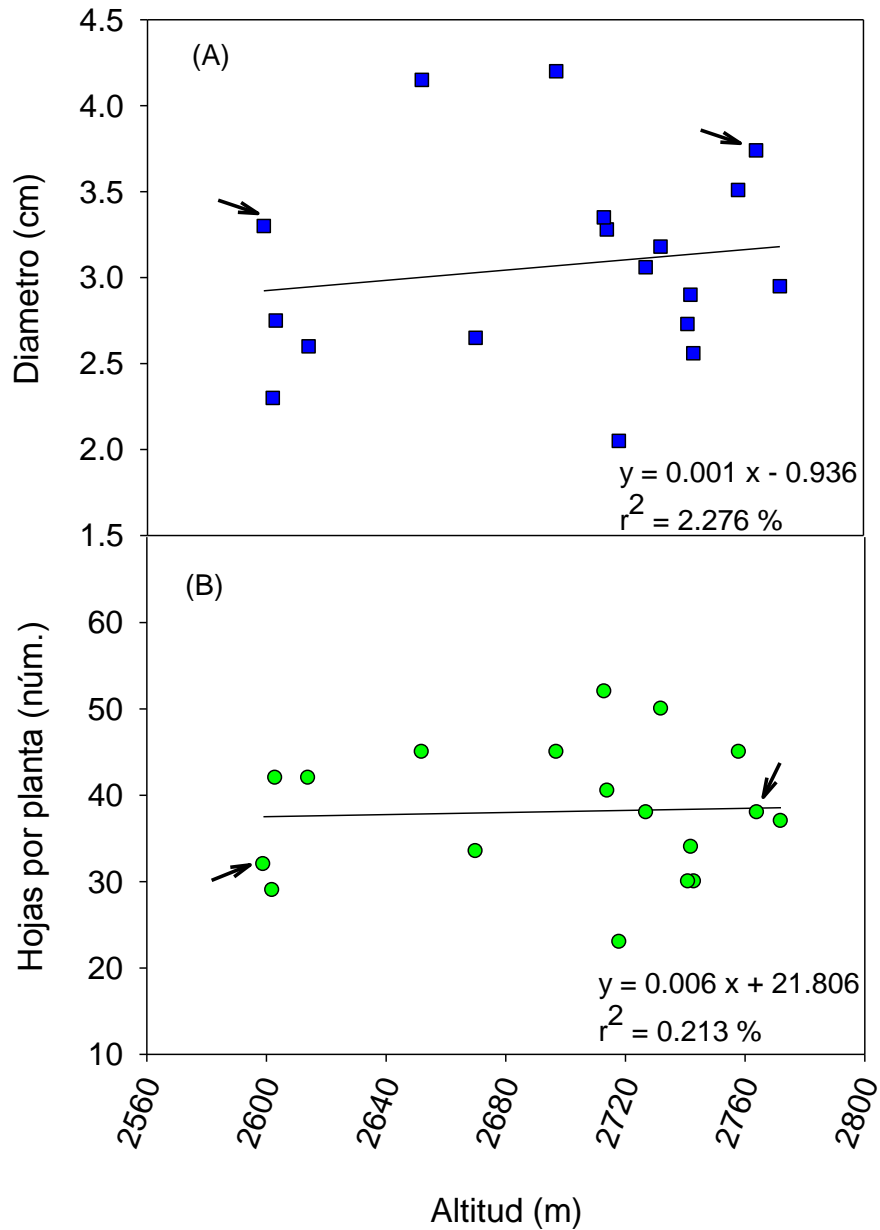 4.5
(A)
4.0
3.5
3.0
2.5
2.0
1.5
Diametro (cm)
y = 0.001 x - 0.936
r² = 2.276 %
(B)
60
50
40
30
20
10
Hojas por planta (núm.)
y = 0.006 x + 21.806
r² = 0.213 %
2560 2600 2640 2680 2720 2760 2800
Altitud (m)